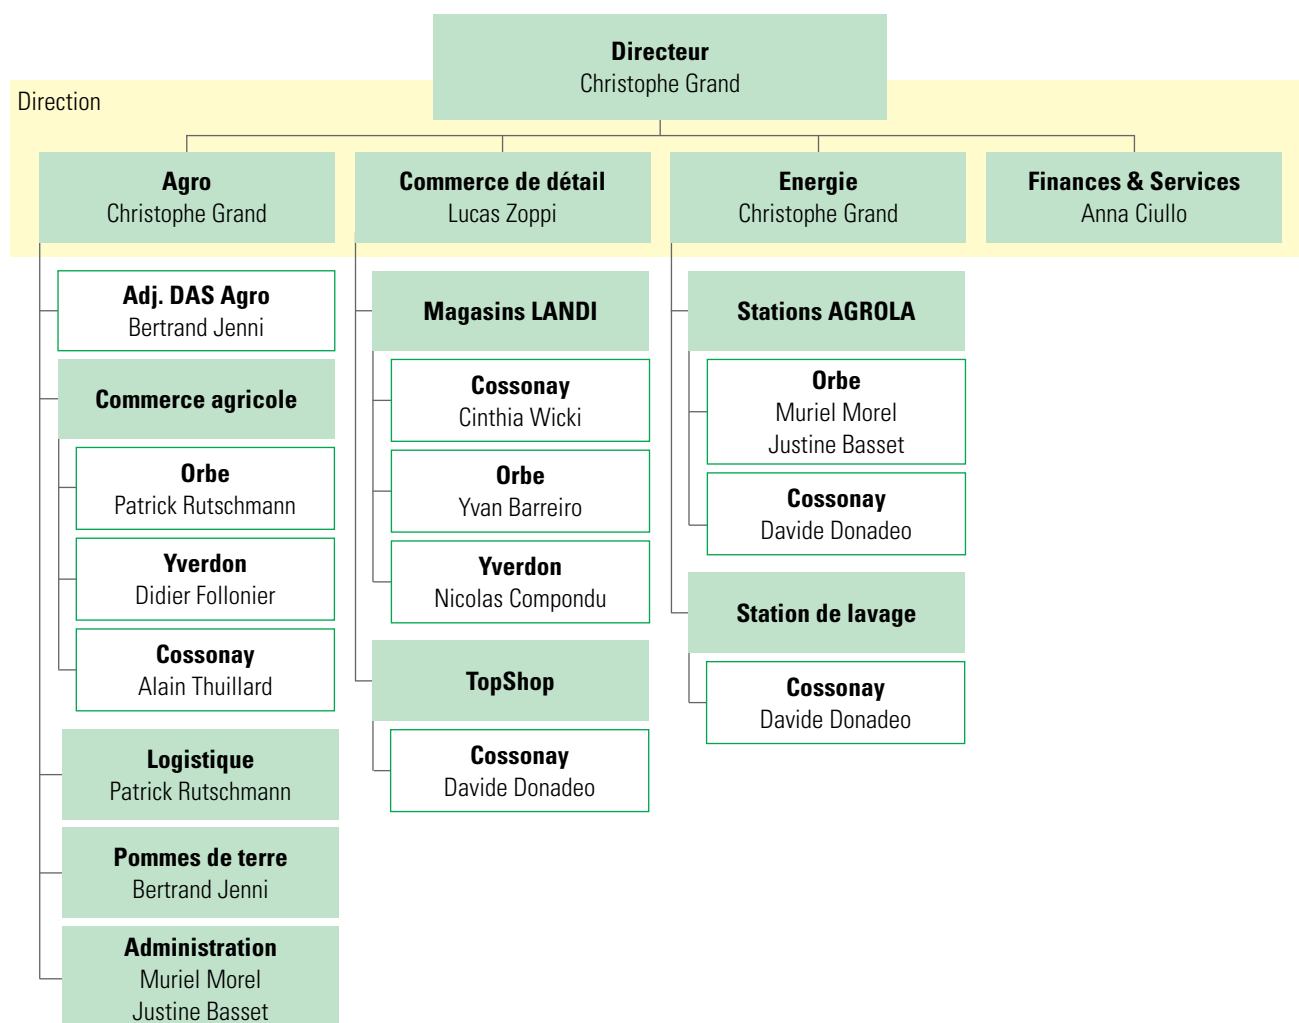 Directeur
Christophe Grand
Direction
Agro
Christophe Grand
Commerce de détail
Lucas Zoppi
Energie
Christophe Grand
Finances & Services
Anna Ciullo
Adj. DAS Agro
Bertrand Jenni
Commerce agricole
Orbe
Patrick Rutschmann
Yverdon
Didier Follonier
Cossonay
Alain Thuillard
Logistique
Patrick Rutschmann
Pommes de terre
Bertrand Jenni
Administration
Muriel Morel
Justine Basset
Magasins LANDI
Cossonay
Cinthia Wicki
Orbe
Yvan Barreiro
Yverdon
Nicolas Compondu
TopShop
Cossonay
Davide Donadeo
Stations AGROLA
Orbe
Muriel Morel
Justine Basset
Cossonay
Davide Donadeo
Station de lavage
Cossonay
Davide Donadeo